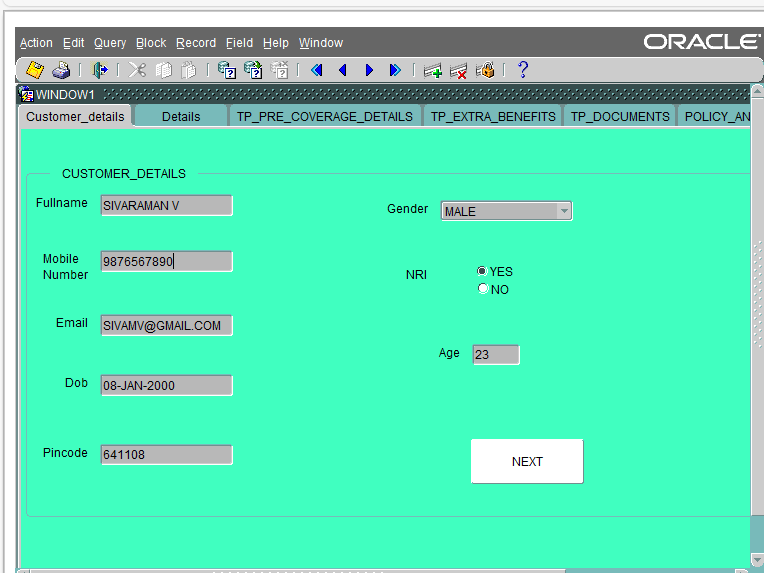 Action Edit Query Block Record Field Help Window
ORACLE
WINDOW1
Customer_details Details TP_PRE_COVERAGE_DETAILS TP_EXTRA_BENEFITS TP_DOCUMENTS POLICY_AN
CUSTOMER_DETAILS
Fullname SIVARAMAN V
Gender MALE
Mobile Number 9876567890
NRI YES
NO
Email SIVAMV@GMAIL.COM
Age 23
Dob 08-JAN-2000
Pincode 641108
NEXT